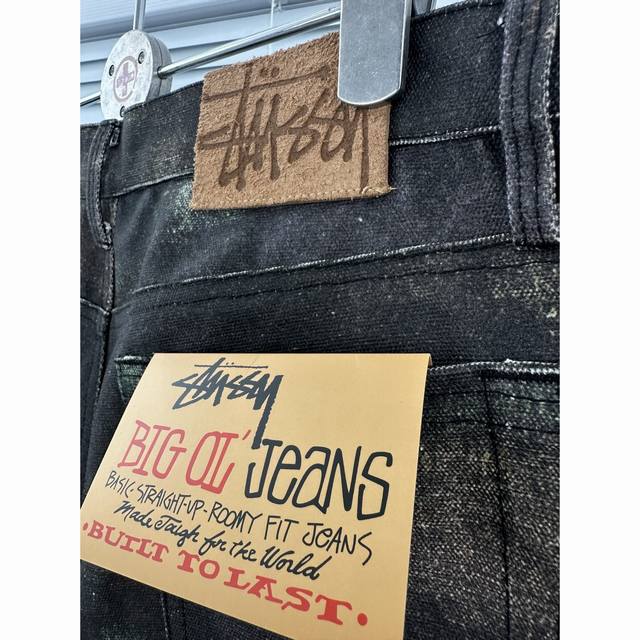 Stüssy
Stüssy
BIG OL' JEANS
BASIC-STRAIGHT-UP-ROOMY FIT JEANS
Made Tough for the World
•BUILT TO LAST•